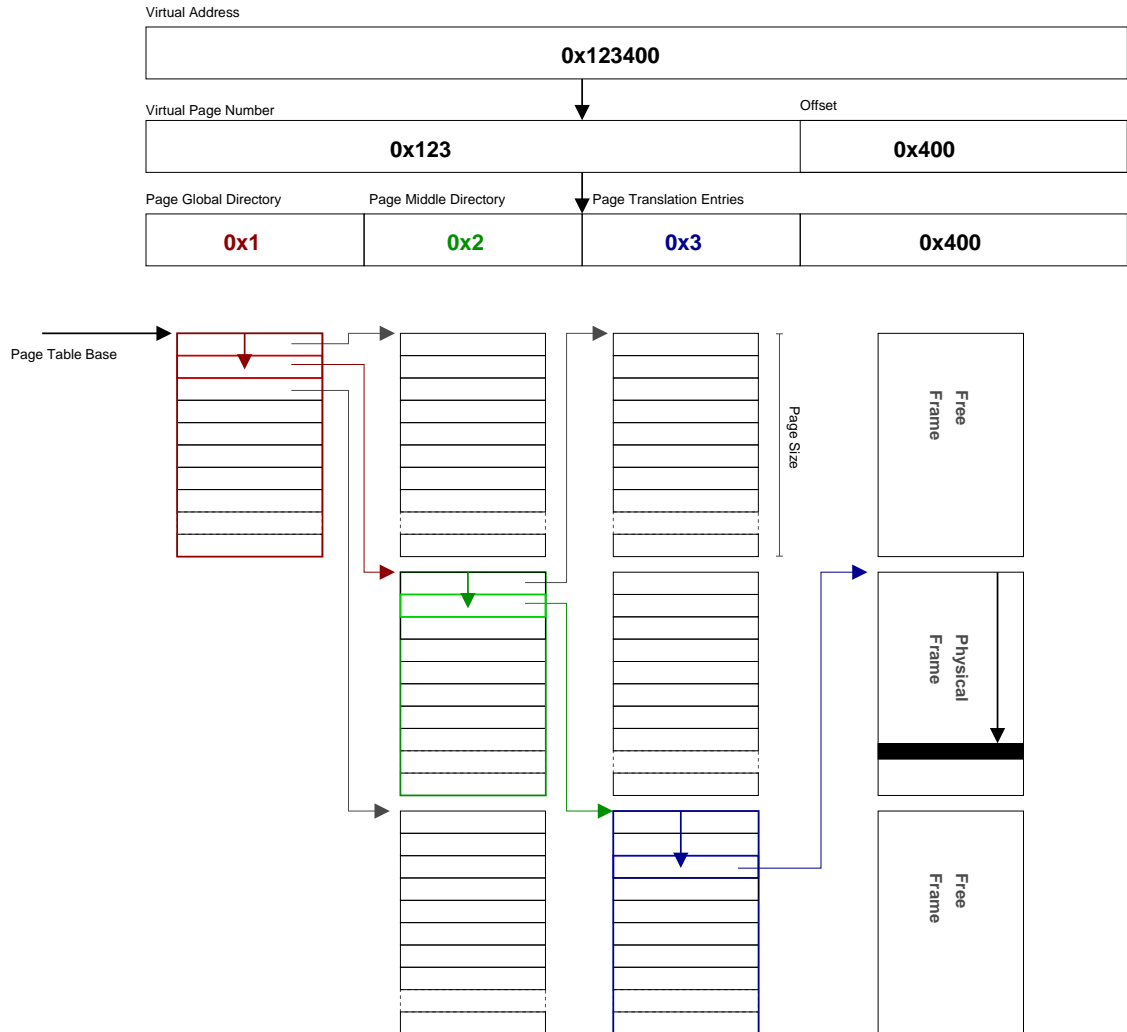 Virtual Address
0x123400
Virtual Page Number
Offset
0x123
0x400
Page Global Directory
Page Middle Directory
Page Translation Entries
0x1
0x2
0x3
0x400
Page Table Base
Page Size
Free
Frame
Physical
Frame
Free
Frame